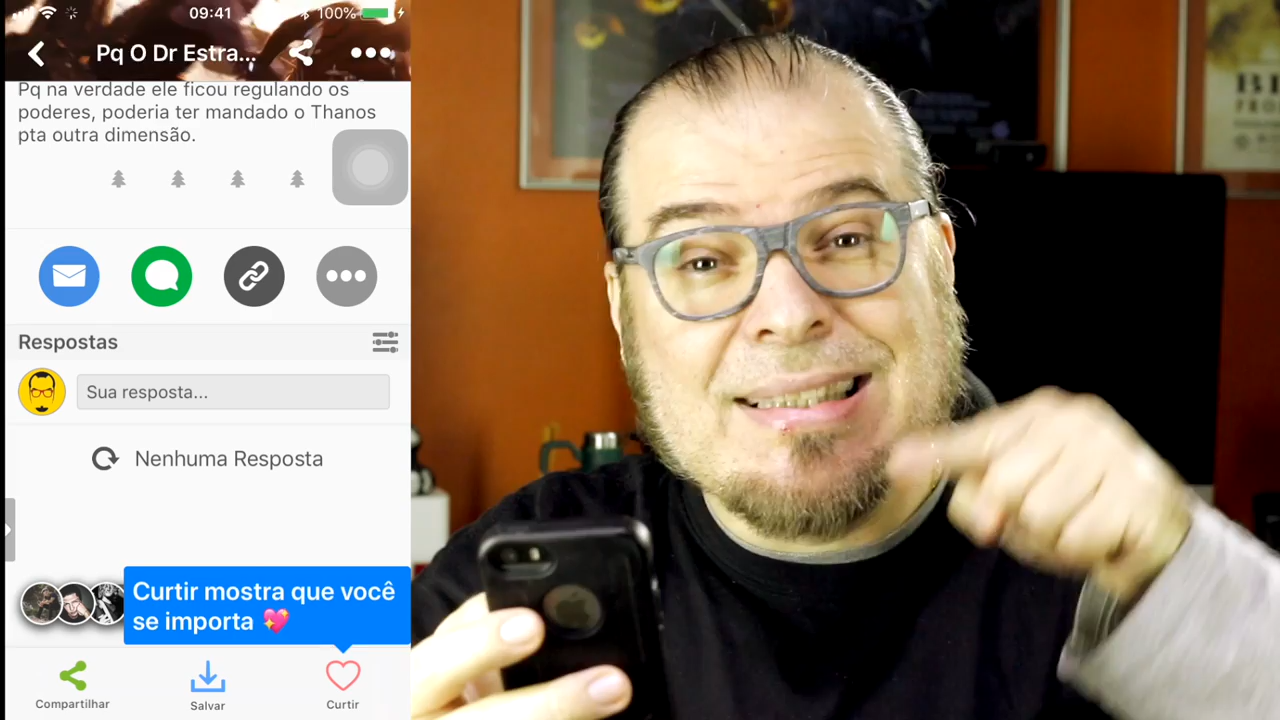 09:41
100%
Pq O Dr Estra...
Pq na verdade ele ficou regulando os
poderes, poderia ter mandado o Thanos
pta outra dimensão.
Respostas
Sua resposta...
Nenhuma Resposta
Curtir mostra que você
se importa 💖
Compartilhar
Salvar
Curtir